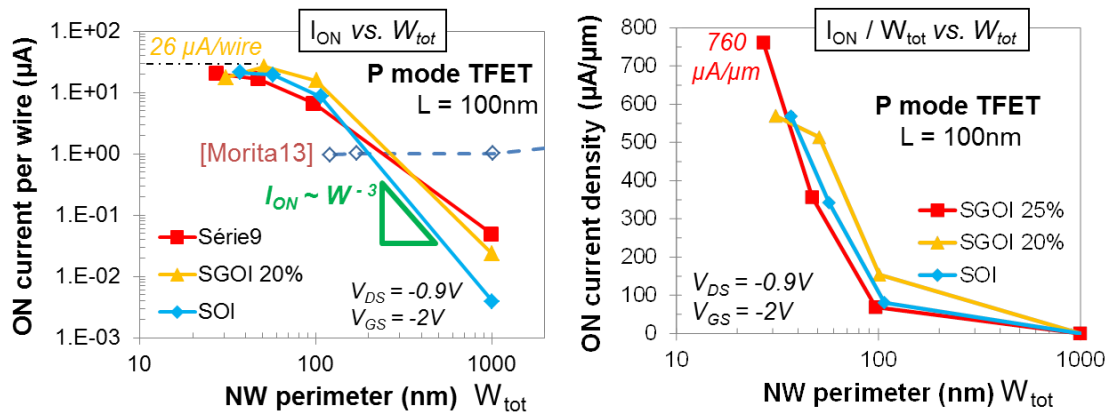 I_ON vs. W_tot
ON current per wire (µA)
1.E+02
1.E+01
1.E+00
1.E-01
1.E-02
1.E-03
26 µA/wire
P mode TFET
L = 100nm
[Morita13]
I_ON ~ W - 3
Série9
SGOI 20%
SOI
V_DS = -0.9V
V_GS = -2V
10
100
1000
NW perimeter (nm) W_tot
I_ON / W_tot vs. W_tot
ON current density (µA/µm)
800
700
600
500
400
300
200
100
0
760
µA/µm
P mode TFET
L = 100nm
SGOI 25%
SGOI 20%
SOI
V_DS = -0.9V
V_GS = -2V
10
100
1000
NW perimeter (nm) W_tot